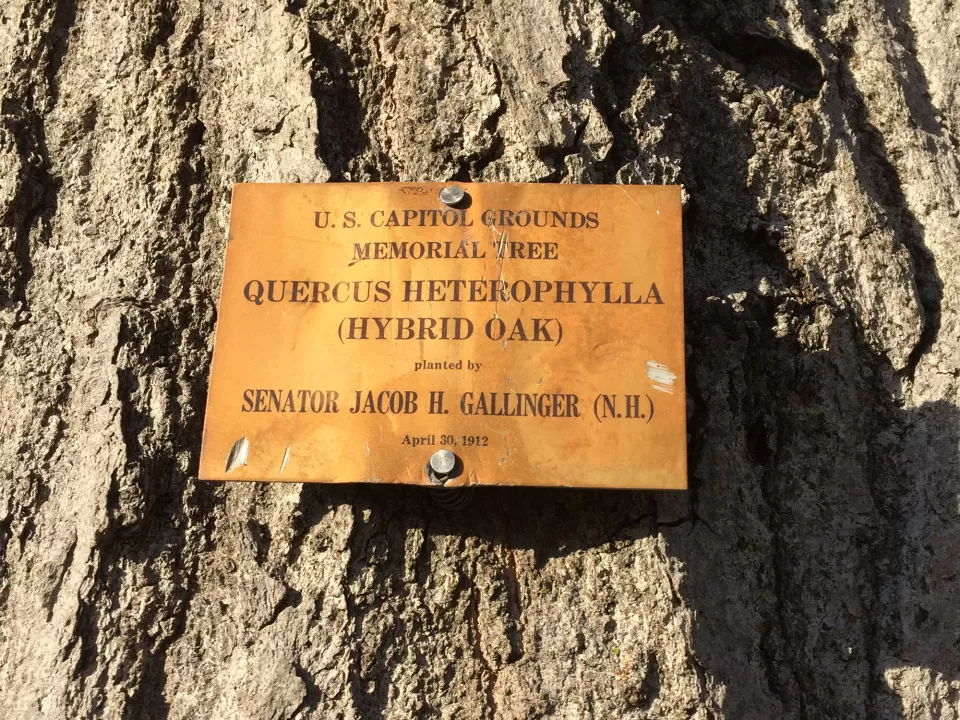 U. S. CAPITOL GROUNDS
MEMORIAL TREE
QUERCUS HETEROPHYLLA
(HYBRID OAK)
planted by
SENATOR JACOB H. GALLINGER (N.H.)
April 30, 1912